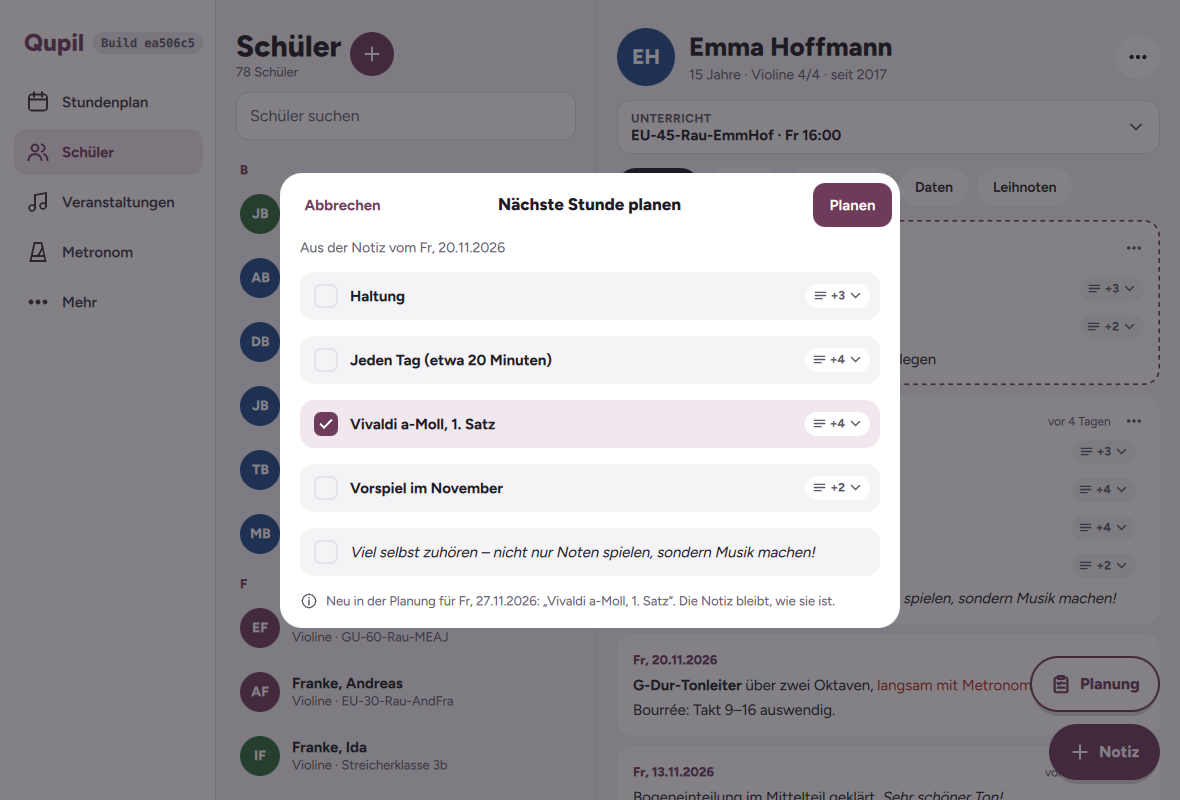 Qupil
Build ea506c5
Stundenplan
Schüler
Veranstaltungen
Metronom
Mehr
Schüler
78 Schüler
Schüler suchen
B
JB
AB
DB
JB
TB
MB
F
EF
Violine · GU-60-Rau-MEAJ
AF
Franke, Andreas
Violine · EU-30-Rau-AndFra
IF
Franke, Ida
Violine · Streicherklasse 3b
EH
Emma Hoffmann
15 Jahre · Violine 4/4 · seit 2017
UNTERRICHT
EU-45-Rau-EmmHof · Fr 16:00
Daten
Leihnoten
+3
+2
legen
vor 4 Tagen
+3
+4
+4
+2
spielen, sondern Musik machen!
Fr, 20.11.2026
G-Dur-Tonleiter über zwei Oktaven, langsam mit Metronom
Bourrée: Takt 9–16 auswendig.
Fr, 13.11.2026
Bogeneinteilung im Mittelteil geklärt. Sehr schöner Ton!
Planung
Notiz
Abbrechen
Nächste Stunde planen
Planen
Aus der Notiz vom Fr, 20.11.2026
Haltung
+3
Jeden Tag (etwa 20 Minuten)
+4
Vivaldi a-Moll, 1. Satz
+4
Vorspiel im November
+2
Viel selbst zuhören – nicht nur Noten spielen, sondern Musik machen!
Neu in der Planung für Fr, 27.11.2026: „Vivaldi a-Moll, 1. Satz“. Die Notiz bleibt, wie sie ist.